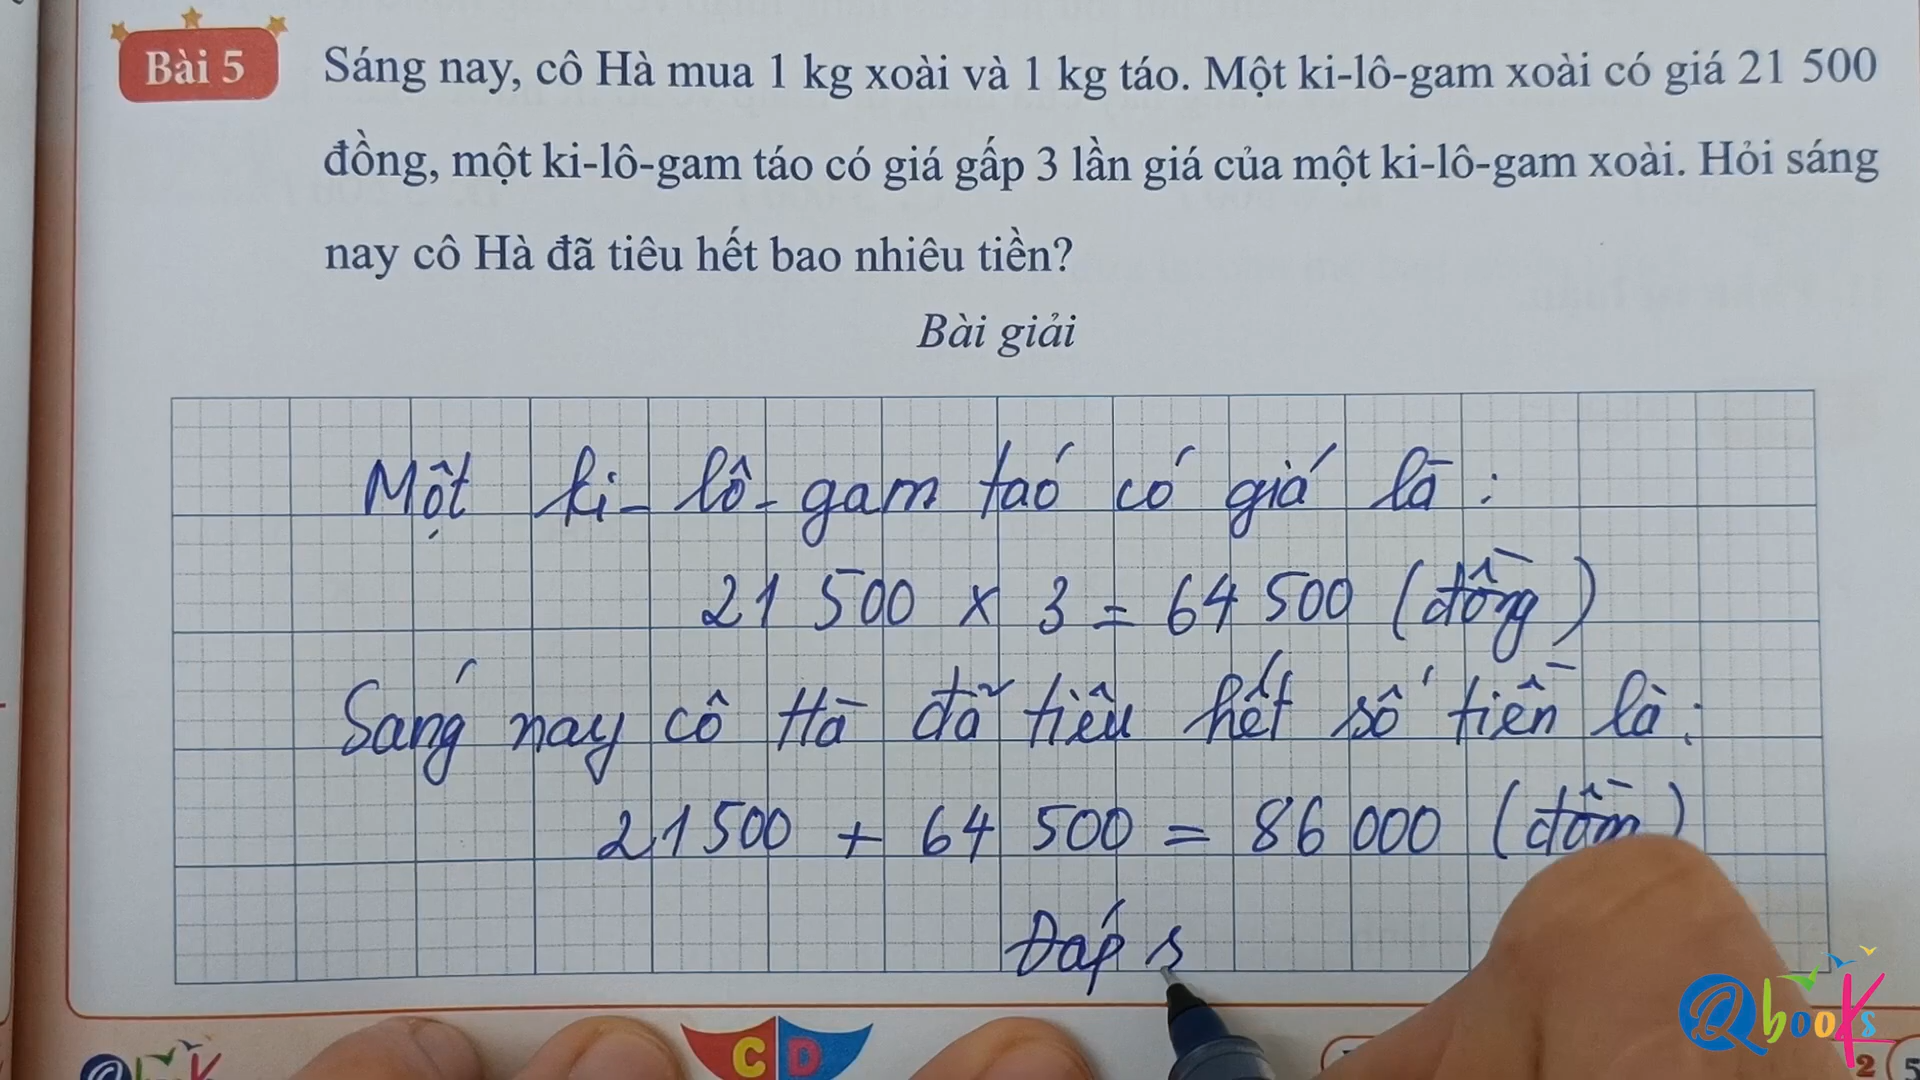 Bài 5
Sáng nay, cô Hà mua 1 kg xoài và 1 kg táo. Một ki-lô-gam xoài có giá 21 500
đồng, một ki-lô-gam táo có giá gấp 3 lần giá của một ki-lô-gam xoài. Hỏi sáng
nay cô Hà đã tiêu hết bao nhiêu tiền?
Bài giải
Một ki-lô-gam táo có giá là :
21 500 x 3 = 64 500 (đồng)
Sáng nay cô Hà đã tiêu hết số tiền là :
21 500 + 64 500 = 86 000 (đồng)
Đáp s
Qbooks
C D
2 5